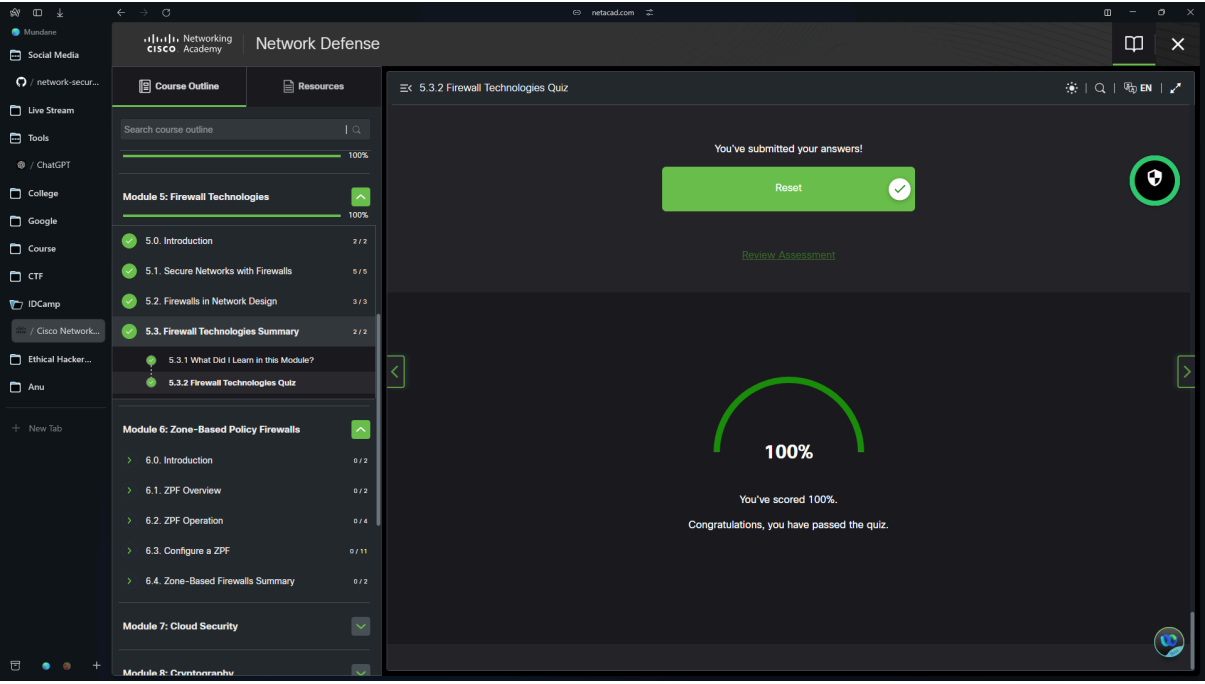 netacad.com
Mundane
Social Media
/ network-secur...
Live Stream
Tools
/ ChatGPT
College
Google
Course
CTF
IDCamp
/ Cisco Network...
Ethical Hacker...
Anu
New Tab
Networking
CISCO Academy
Network Defense
Course Outline
Resources
Search course outline
100%
Module 5: Firewall Technologies
100%
5.0. Introduction
2 / 2
5.1. Secure Networks with Firewalls
5 / 5
5.2. Firewalls in Network Design
3 / 3
5.3. Firewall Technologies Summary
2 / 2
5.3.1 What Did I Learn in this Module?
5.3.2 Firewall Technologies Quiz
Module 6: Zone-Based Policy Firewalls
6.0. Introduction
0 / 2
6.1. ZPF Overview
0 / 2
6.2. ZPF Operation
0 / 4
6.3. Configure a ZPF
0 / 11
6.4. Zone-Based Firewalls Summary
0 / 2
Module 7: Cloud Security
Module 8: Cryptography
5.3.2 Firewall Technologies Quiz
EN
You've submitted your answers!
Reset
Review Assessment
100%
You've scored 100%.
Congratulations, you have passed the quiz.